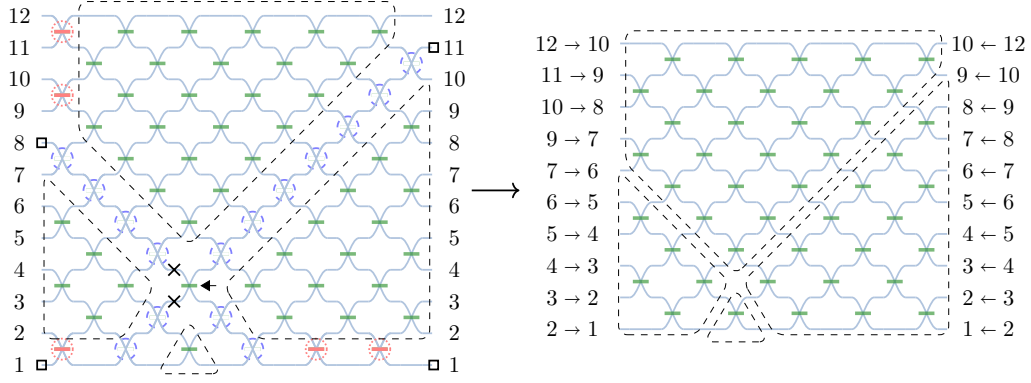 12 12
11 11
10 10
9 9
8 8
7 7
6 6
5 5
4 4
3 3
2 2
1 1
12 → 10 10 ← 12
11 → 9 9 ← 10
10 → 8 8 ← 9
9 → 7 7 ← 8
7 → 6 6 ← 7
6 → 5 5 ← 6
5 → 4 4 ← 5
4 → 3 3 ← 4
3 → 2 2 ← 3
2 → 1 1 ← 2